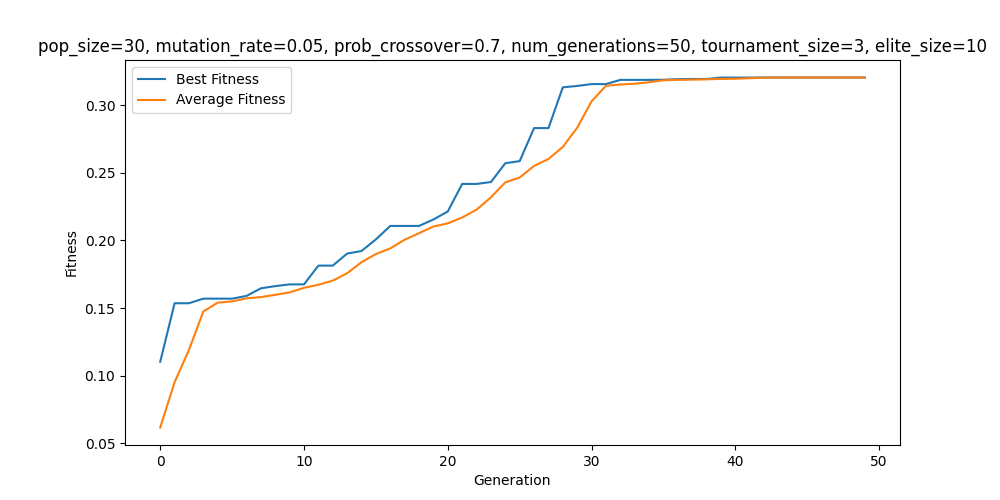 pop_size=30, mutation_rate=0.05, prob_crossover=0.7, num_generations=50, tournament_size=3, elite_size=10
Best Fitness
Average Fitness
0.30
0.25
0.20
0.15
0.10
0.05
Fitness
0 10 20 30 40 50
Generation